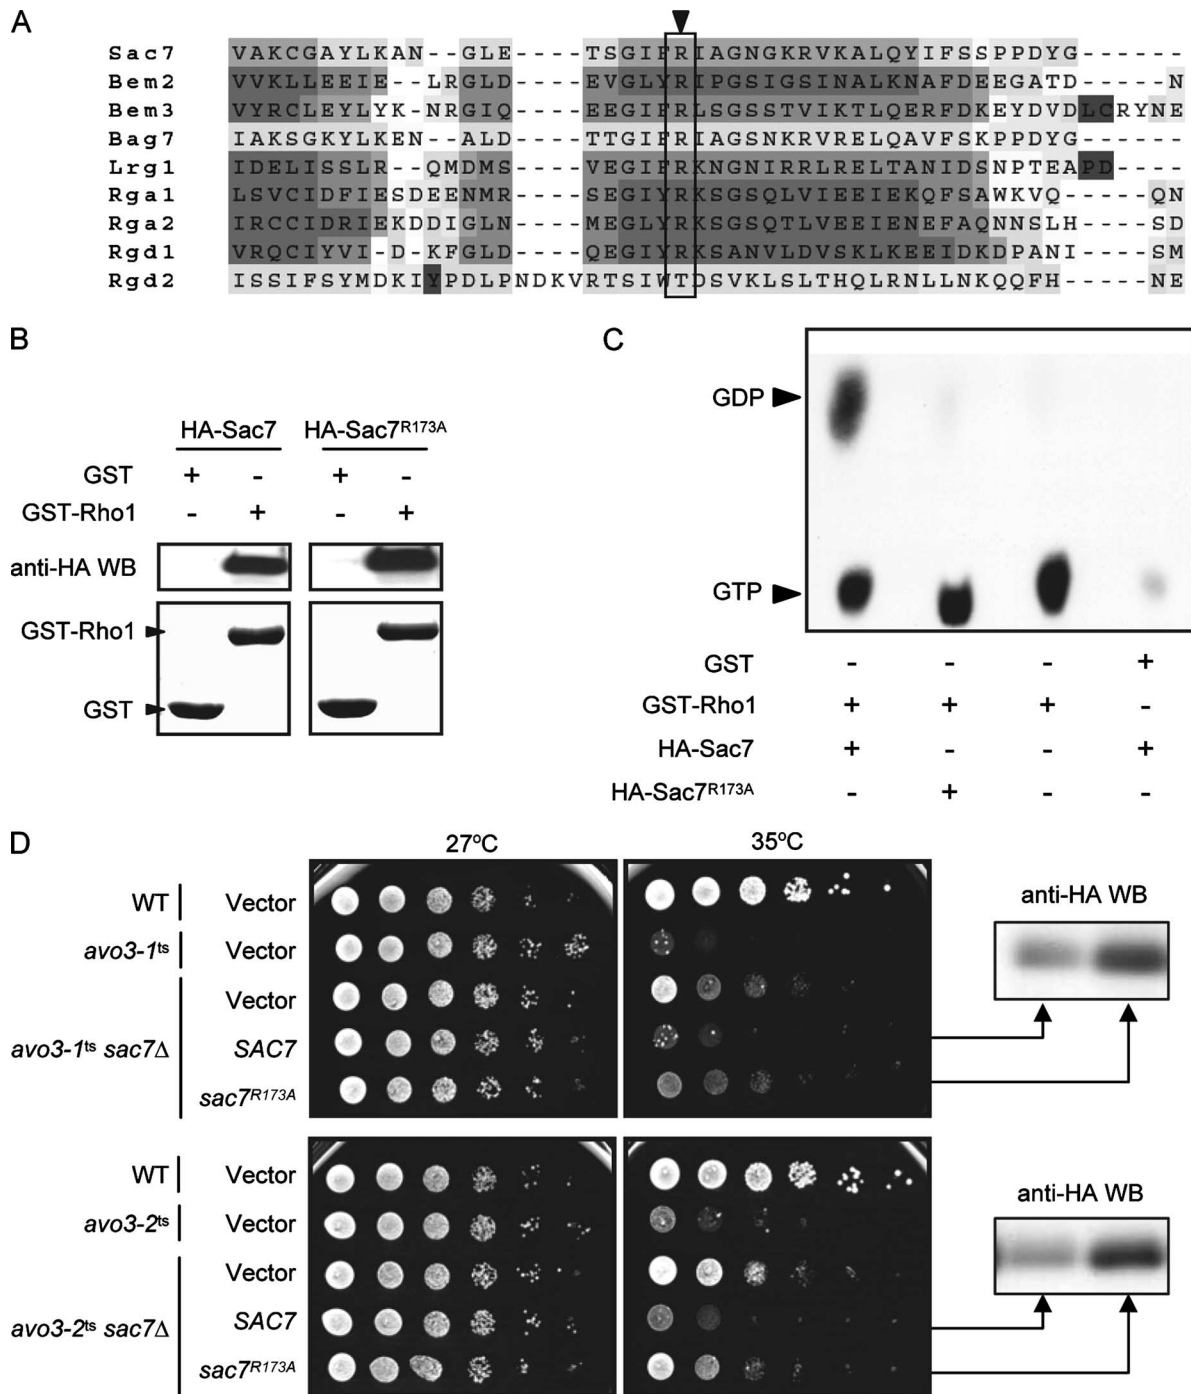 A
Sac7 VAKCGAYLKAN--GLE----TSGIFRIAGNGKRVKALQYIFSSPPDYG------
Bem2 VVKLLEEIE--LRGLD----EVGLYRIPGSIGSINALKNAFDEEGATD-----N
Bem3 VYRCLEYLYK-NRGIQ----EEGIFRLSGSSTVIKTLQERFDKEYDVDLCRYNE
Bag7 IAKSGKYLKEN--ALD----TTGIFRIAGSNKRVRELQAVFSKPPDYG------
Lrg1 IDELISSLR--QMDMS----VEGIFRKNGNIRRLRELTANIDSNPTEAPD----
Rga1 LSVCIDFIESDEENMR----SEGIYRKSGSQLVIEEIEKQFSAWKVQ-----QN
Rga2 IRCCIDRIEKDDIGLN----MEGLYRKSGSQTLVEEIENEFAQNNSLH-----SD
Rgd1 VRQCIYVI-D-KFGLD----QEGIYRKSANVLDVSKLKEEIDKDPANI-----SM
Rgd2 ISSIFSYMDKIYPDLPNDKVRTSIWTDSVKLSLTHQLRNLLNKQQFH-----NE
B
HA-Sac7 HA-Sac7R173A
GST + - + -
GST-Rho1 - + - +
anti-HA WB
GST-Rho1
GST
C
GDP
GTP
GST - - - +
GST-Rho1 + + + -
HA-Sac7 + - - +
HA-Sac7R173A - + - -
D
27ºC 35ºC
WT Vector
avo3-1ts Vector
avo3-1ts sac7Δ
Vector
SAC7
sac7R173A
anti-HA WB
WT Vector
avo3-2ts Vector
avo3-2ts sac7Δ
Vector
SAC7
sac7R173A
anti-HA WB